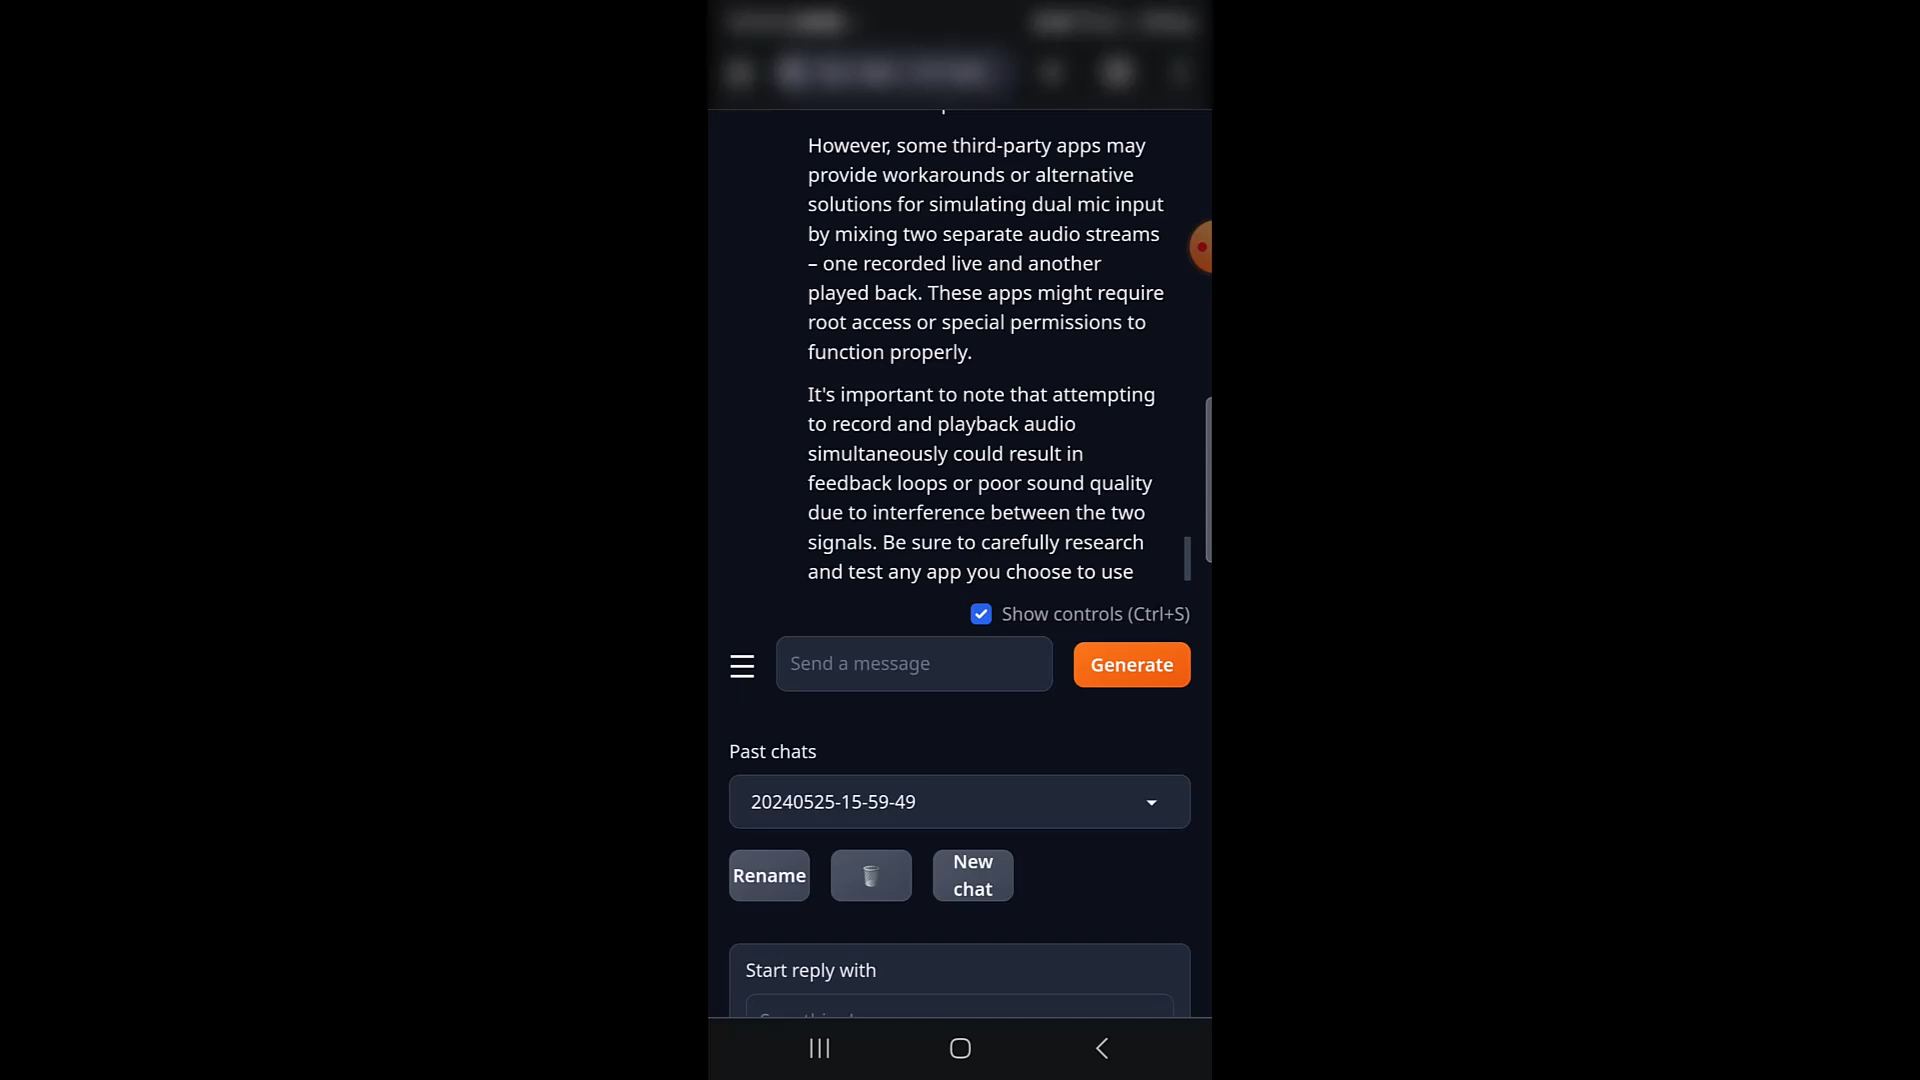 However, some third-party apps may
provide workarounds or alternative
solutions for simulating dual mic input
by mixing two separate audio streams
– one recorded live and another
played back. These apps might require
root access or special permissions to
function properly.
It's important to note that attempting
to record and playback audio
simultaneously could result in
feedback loops or poor sound quality
due to interference between the two
signals. Be sure to carefully research
and test any app you choose to use
Show controls (Ctrl+S)
Send a message
Generate
Past chats
20240525-15-59-49
Rename
New
chat
Start reply with